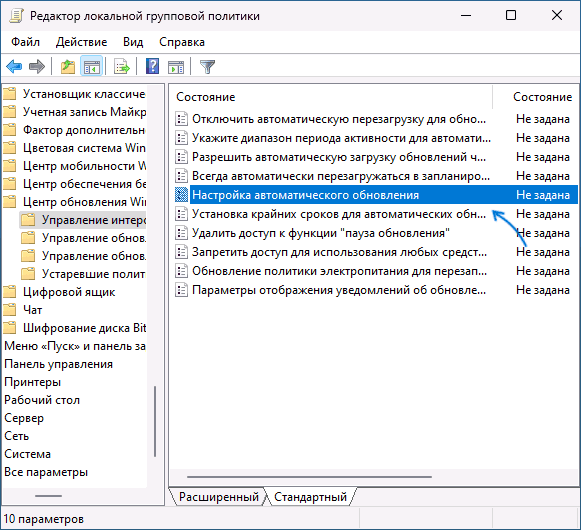 Редактор локальной групповой политики
Файл Действие Вид Справка
Установщик классиче
Учетная запись Майкр
Фактор дополнительн
Цветовая система Win
Центр мобильности W
Центр обеспечения бе
Центр обновления Wi
Управление интер
Управление обнов
Управление обнов
Устаревшие полит
Цифровой ящик
Чат
Шифрование диска Bit
Меню «Пуск» и панель за
Панель управления
Принтеры
Рабочий стол
Сервер
Сеть
Система
Все параметры
Состояние Состояние
Отключить автоматическую перезагрузку для обно... Не задана
Укажите диапазон периода активности для автомати... Не задана
Разрешить автоматическую загрузку обновлений ч... Не задана
Всегда автоматически перезагружаться в запланиро... Не задана
Настройка автоматического обновления Не задана
Установка крайних сроков для автоматических обн... Не задана
Удалить доступ к функции "пауза обновления" Не задана
Запретить доступ для использования любых средст... Не задана
Обновление политики электропитания для перезап... Не задана
Параметры отображения уведомлений об обновле... Не задана
Расширенный Стандартный
10 параметров